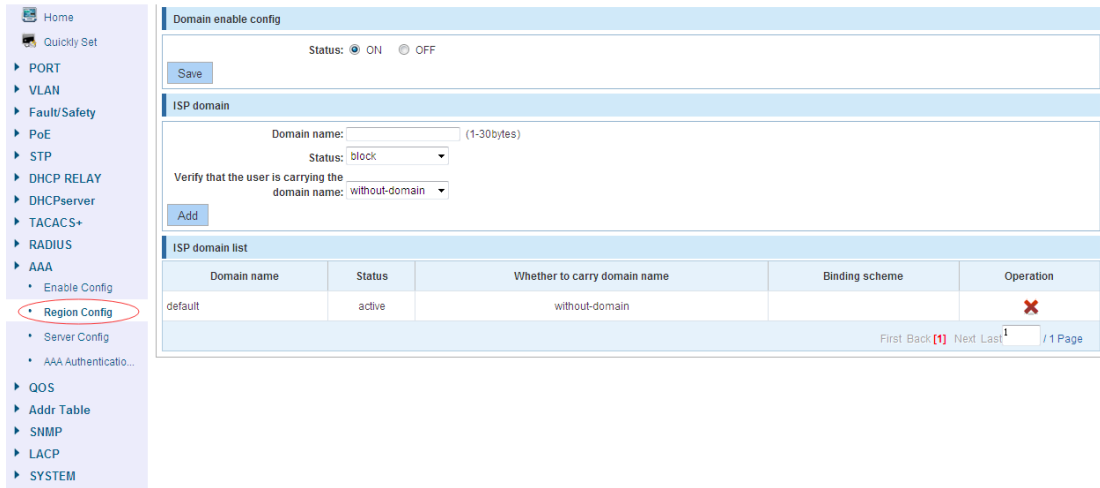 Home
Quickly Set
PORT
VLAN
Fault/Safety
PoE
STP
DHCP RELAY
DHCPserver
TACACS+
RADIUS
AAA
Enable Config
Region Config
Server Config
AAA Authenticatio...
QOS
Addr Table
SNMP
LACP
SYSTEM
Domain enable config
Status: ON OFF
Save
ISP domain
Domain name: (1-30bytes)
Status: block
Verify that the user is carrying the
domain name: without-domain
Add
ISP domain list
Domain name Status Whether to carry domain name Binding scheme Operation
default active without-domain
First Back [1] Next Last 1 / 1 Page